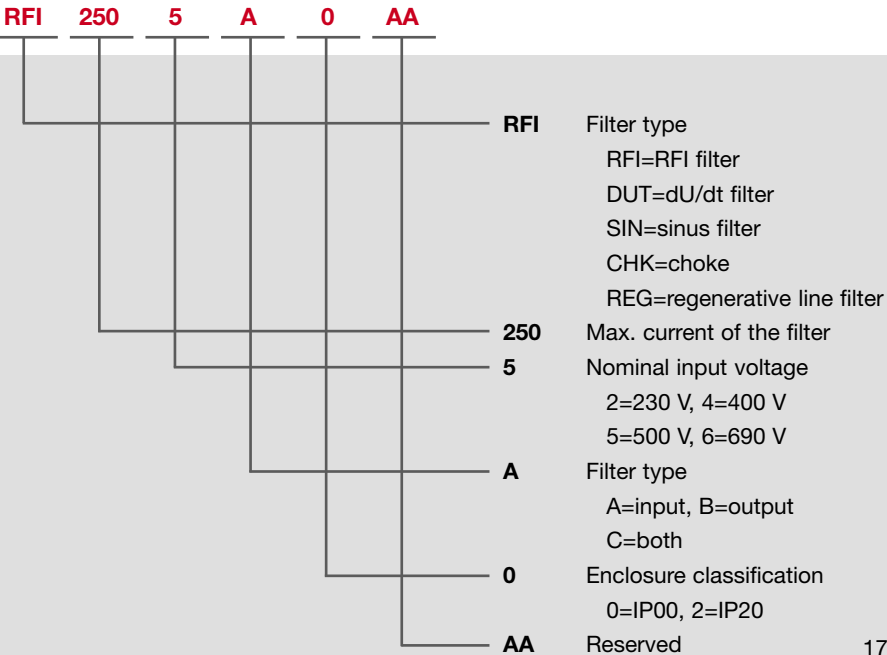 RFI 250 5 A 0 AA
RFI Filter type
RFI=RFI filter
DUT=dU/dt filter
SIN=sinus filter
CHK=choke
REG=regenerative line filter
250 Max. current of the filter
5 Nominal input voltage
2=230 V, 4=400 V
5=500 V, 6=690 V
A Filter type
A=input, B=output
C=both
0 Enclosure classification
0=IP00, 2=IP20
AA Reserved
17